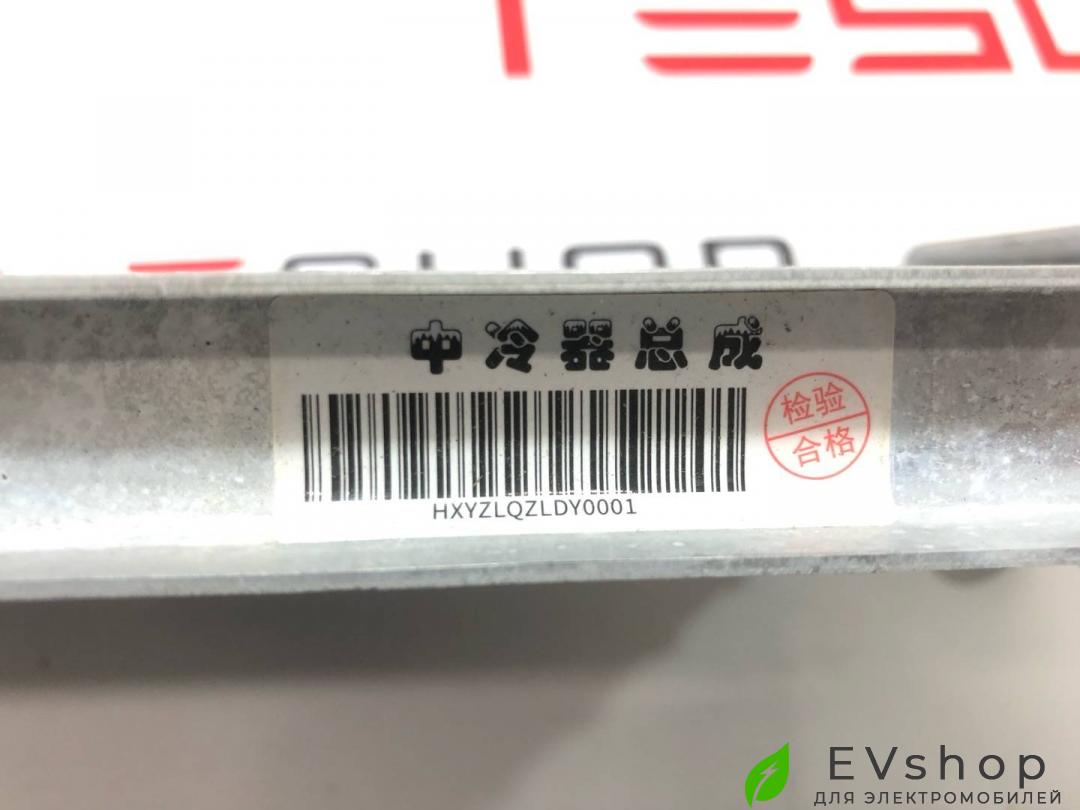 中冷器总成
检验
合格
HXYZLQZLDY0001
EVshop
ДЛЯ ЭЛЕКТРОМОБИЛЕЙ